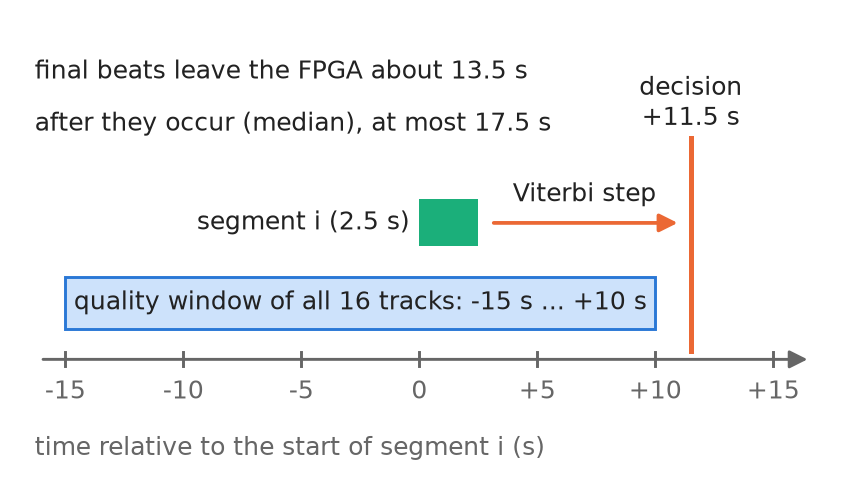 final beats leave the FPGA about 13.5 s
after they occur (median), at most 17.5 s
decision
+11.5 s
Viterbi step
segment i (2.5 s)
quality window of all 16 tracks: -15 s ... +10 s
-15 -10 -5 0 +5 +10 +15
time relative to the start of segment i (s)